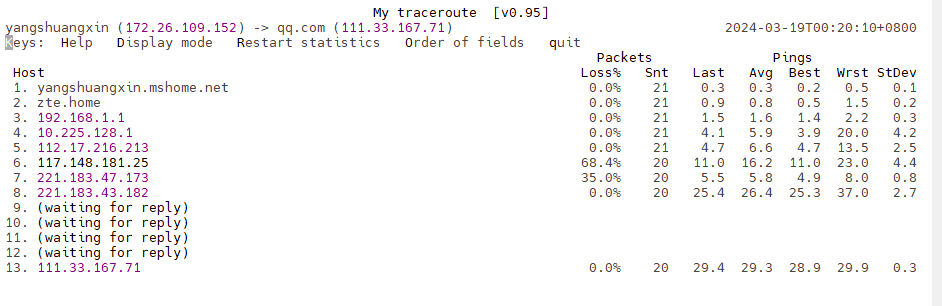 My traceroute  [v0.95]
yangshuangxin (172.26.109.152) -> qq.com (111.33.167.71)                2024-03-19T00:20:10+0800
Keys:  Help   Display mode   Restart statistics   Order of fields   quit
Packets               Pings
Host                                Loss%   Snt   Last   Avg  Best  Wrst StDev
1. yangshuangxin.mshome.net          0.0%    21    0.3   0.3   0.2   0.5   0.1
2. zte.home                          0.0%    21    0.9   0.8   0.5   1.5   0.2
3. 192.168.1.1                       0.0%    21    1.5   1.6   1.4   2.2   0.3
4. 10.225.128.1                      0.0%    21    4.1   5.9   3.9  20.0   4.2
5. 112.17.216.213                    0.0%    21    4.7   6.6   4.7  13.5   2.5
6. 117.148.181.25                   68.4%    20   11.0  16.2  11.0  23.0   4.4
7. 221.183.47.173                   35.0%    20    5.5   5.8   4.9   8.0   0.8
8. 221.183.43.182                    0.0%    20   25.4  26.4  25.3  37.0   2.7
9. (waiting for reply)
10. (waiting for reply)
11. (waiting for reply)
12. (waiting for reply)
13. 111.33.167.71                    0.0%    20   29.4  29.3  28.9  29.9   0.3